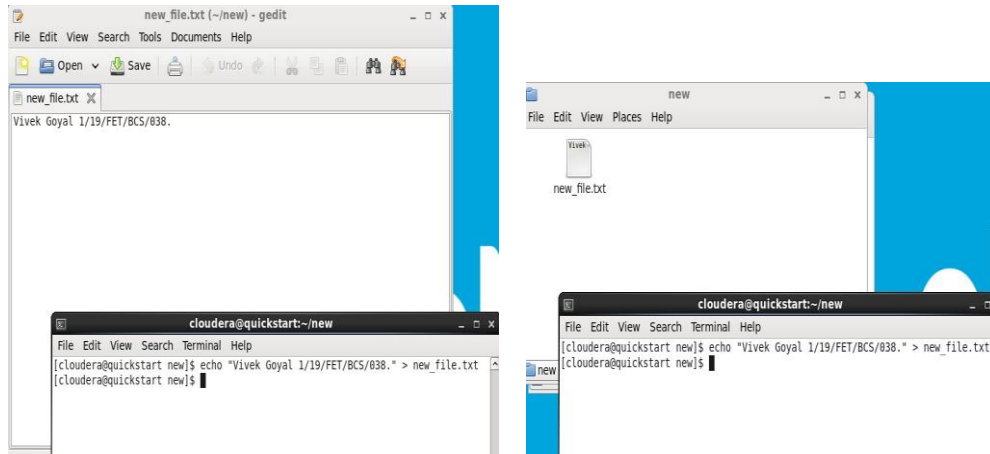 new_file.txt (~/new) - gedit
File Edit View Search Tools Documents Help
Open Save Undo
new_file.txt
Vivek Goyal 1/19/FET/BCS/038.
cloudera@quickstart:~/new
File Edit View Search Terminal Help
[cloudera@quickstart new]$ echo "Vivek Goyal 1/19/FET/BCS/038." > new_file.txt
[cloudera@quickstart new]$
new
File Edit View Places Help
Vivek
new_file.txt
cloudera@quickstart:~/new
File Edit View Search Terminal Help
[cloudera@quickstart new]$ echo "Vivek Goyal 1/19/FET/BCS/038." > new_file.txt
[cloudera@quickstart new]$
new